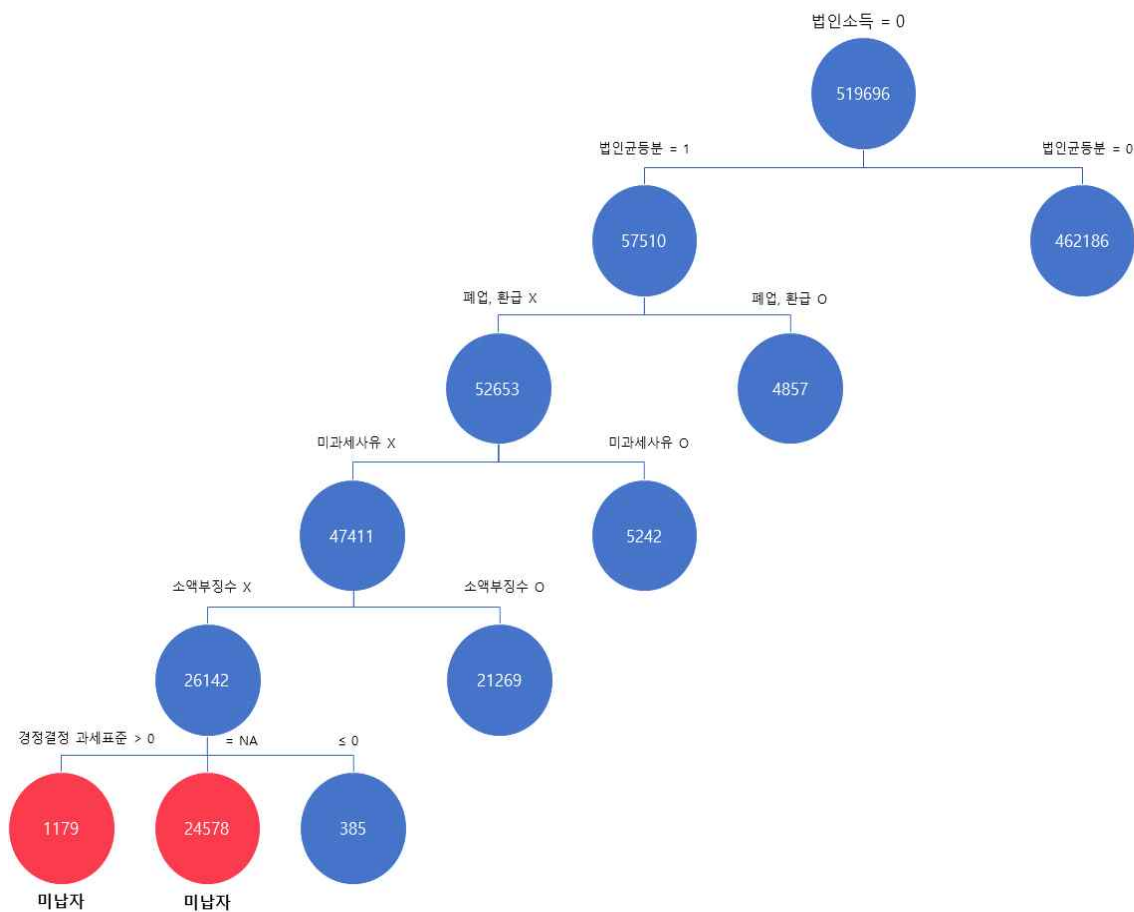 법인소득 = 0
519696
법인균등분 = 1
법인균등분 = 0
57510
462186
폐업, 환급 X
폐업, 환급 O
52653
4857
미과세사유 X
미과세사유 O
47411
5242
소액부징수 X
소액부징수 O
26142
21269
경정결정 과세표준 > 0
= NA
≤ 0
1179
24578
385
미납자
미납자